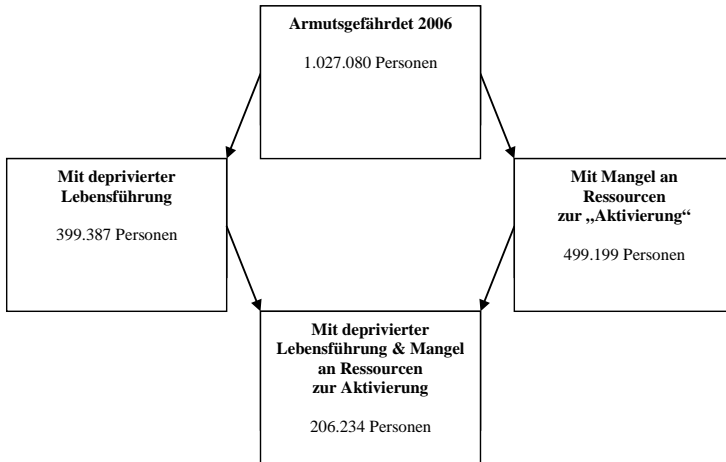 Armutsgefährdet 2006
1.027.080 Personen
Mit deprivierter
Lebensführung
399.387 Personen
Mit Mangel an
Ressourcen
zur „Aktivierung“
499.199 Personen
Mit deprivierter
Lebensführung & Mangel
an Ressourcen
zur Aktivierung
206.234 Personen